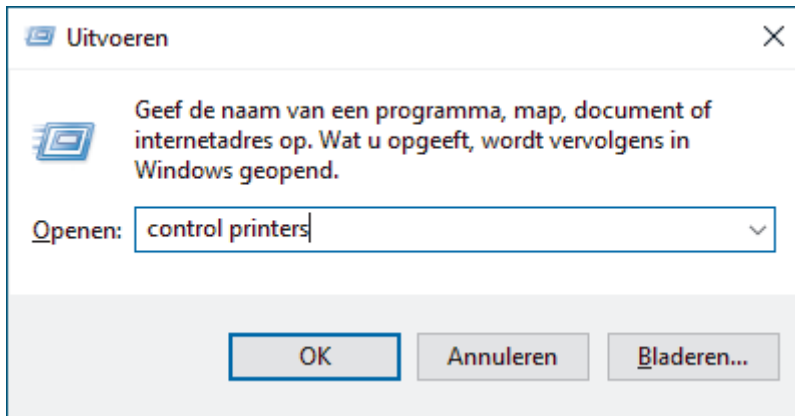 Uitvoeren
Geef de naam van een programma, map, document of
internetadres op. Wat u opgeeft, wordt vervolgens in
Windows geopend.
Openen: control printers
OK Annuleren Bladeren...